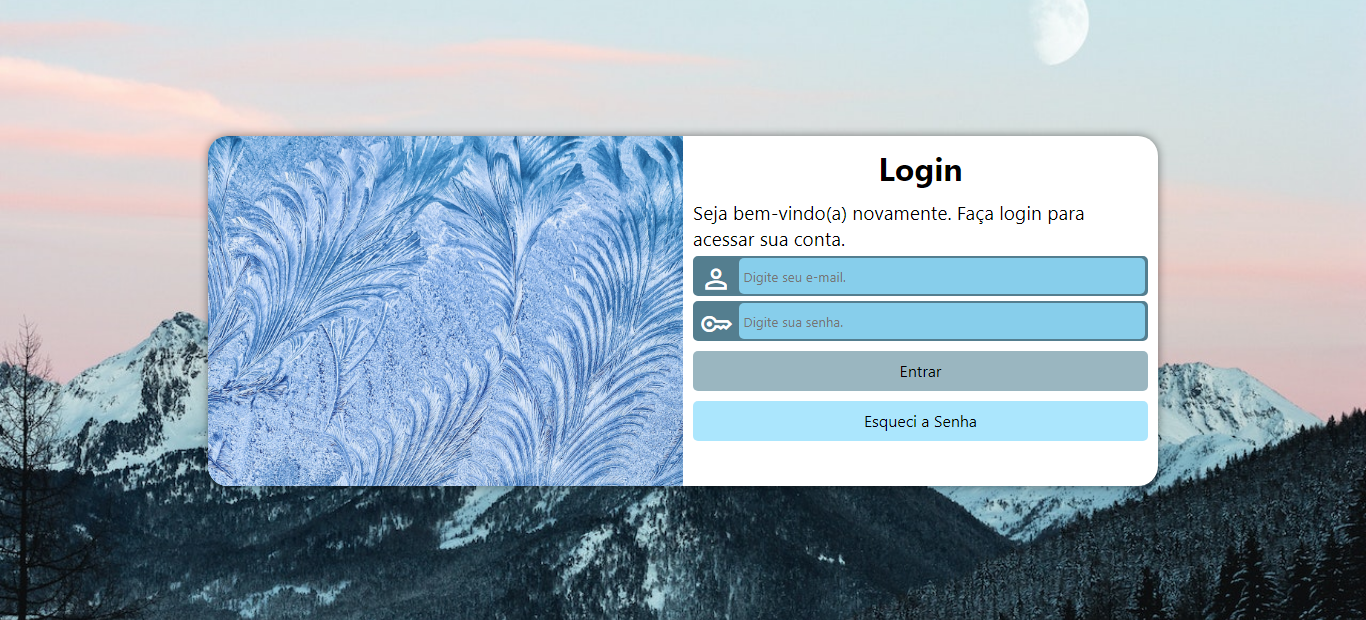 Login
Seja bem-vindo(a) novamente. Faça login para
acessar sua conta.
Digite seu e-mail.
Digite sua senha.
Entrar
Esqueci a Senha